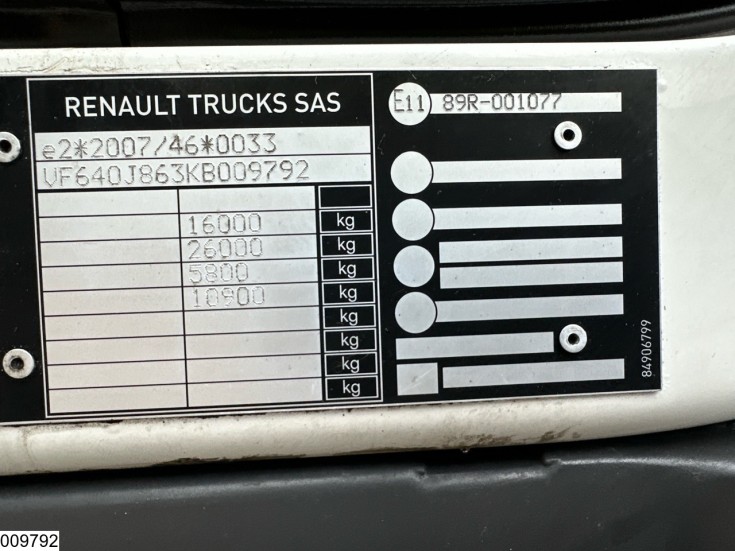 RENAULT TRUCKS SAS
e2*2007/46*0033
VF640J863KB009792
16000 kg
26000 kg
5800 kg
10900 kg
kg
kg
kg
kg
E11 89R-001077
84906799
009792